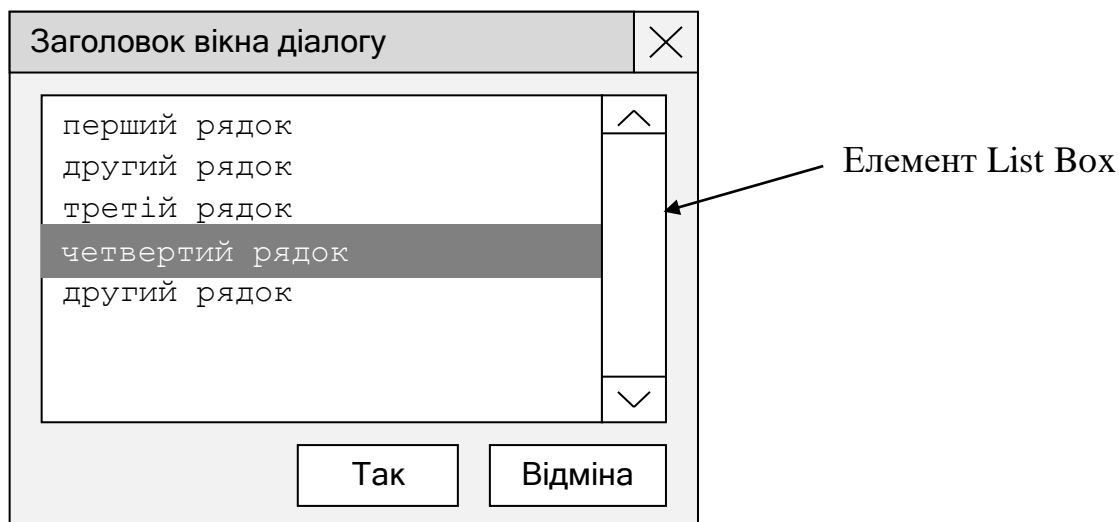 Заголовок вікна діалогу
перший рядок
другий рядок
третій рядок
четвертий рядок
другий рядок
Елемент List Box
Так
Відміна